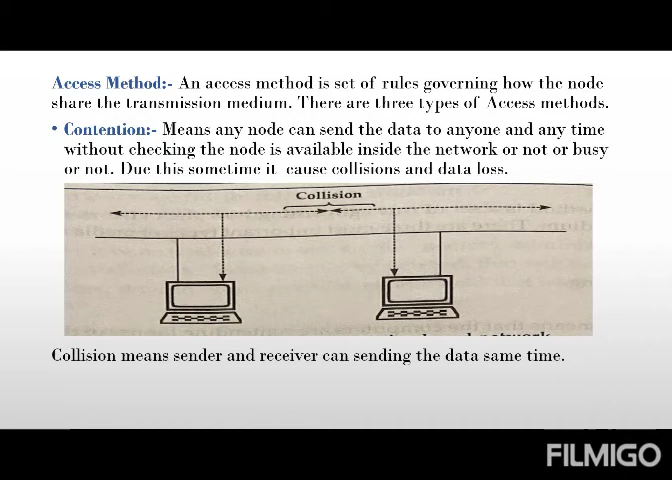 Access Method:- An access method is set of rules governing how the node
share the transmission medium. There are three types of Access methods.
• Contention:- Means any node can send the data to anyone and any time
without checking the node is available inside the network or not or busy
or not. Due this sometime it cause collisions and data loss.
Collision
Collision means sender and receiver can sending the data same time.
FILMIGO